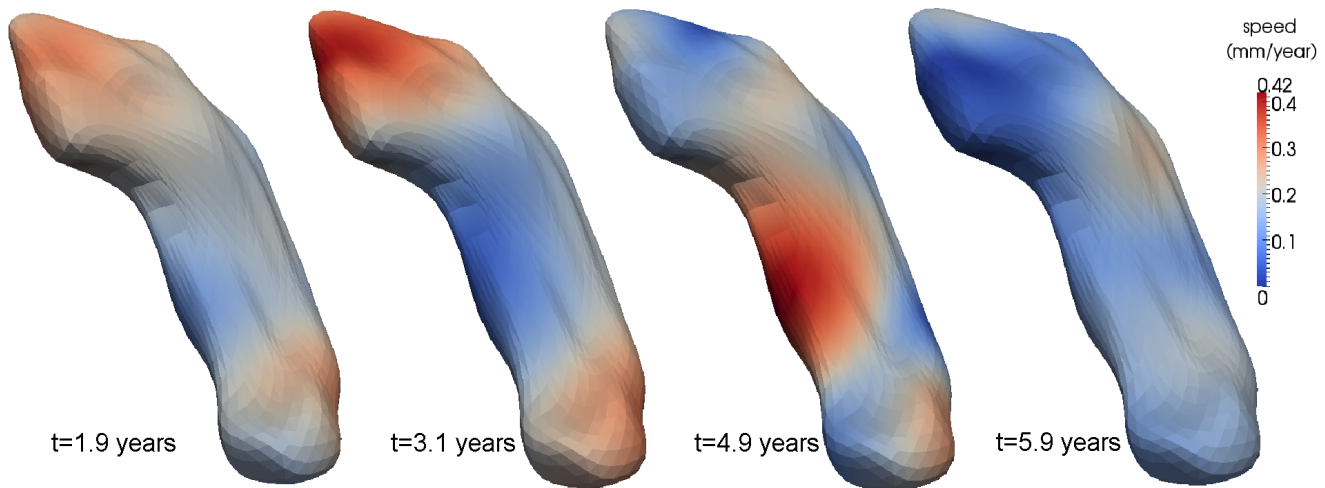 speed
(mm/year)
0.42
0.4
0.3
0.2
0.1
0
t=1.9 years
t=3.1 years
t=4.9 years
t=5.9 years